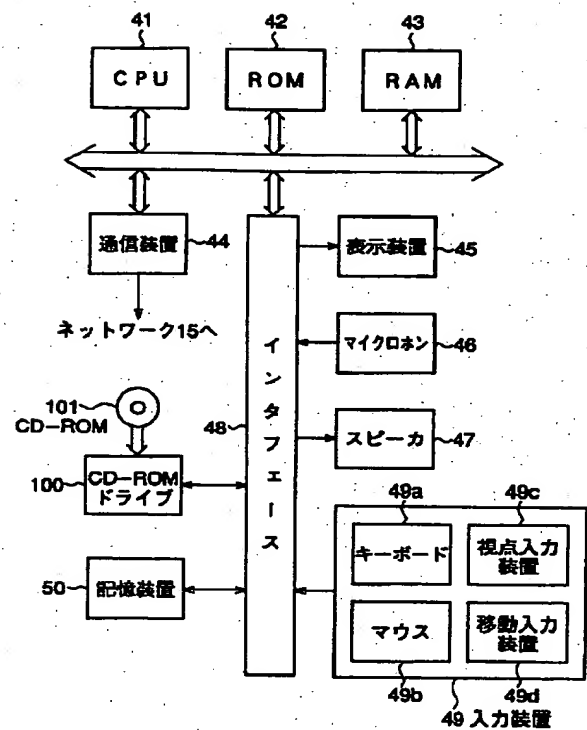 41
42
43
CPU
ROM
RAM
通信装置
44
ネットワーク15へ
表示装置
45
マイクロホン
46
スピーカ
47
インタフェース
48
101
CD-ROM
100
CD-ROM
ドライブ
50
記憶装置
49a
49c
キーボード
視点入力
装置
マウス
移動入力
装置
49b
49d
49 入力装置